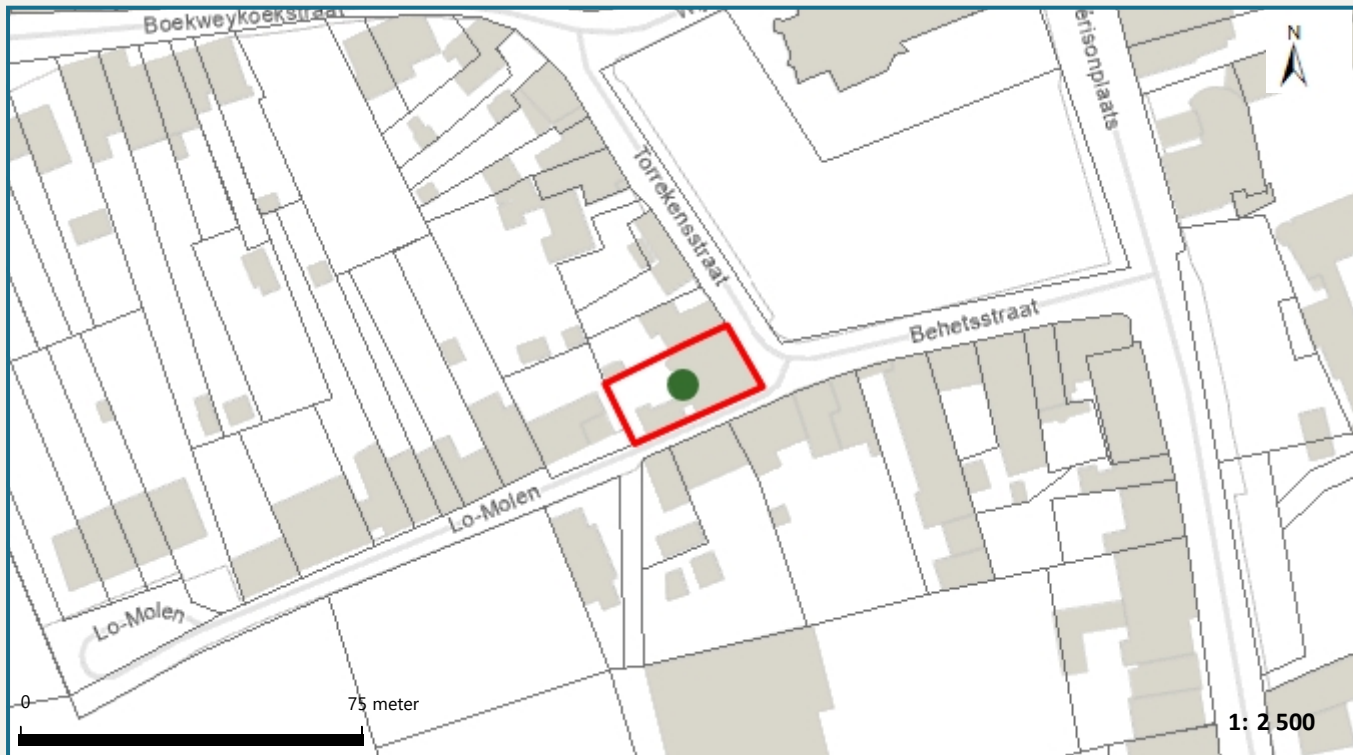 Boekweykoekstraat
N
Torrekensstraat
Behetsstraat
Lo-Molen
Lo-Molen
0
75 meter
1: 2 500